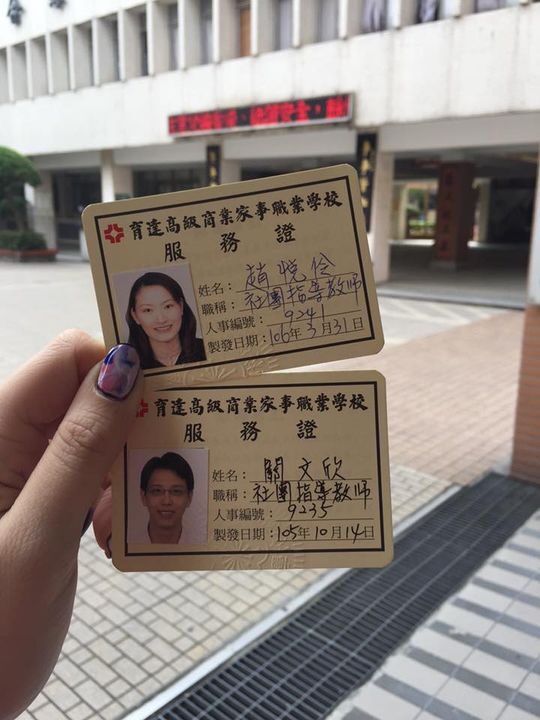 育達高級商業家事職業學校
服務證
姓名：趙悅伶
職稱：社團指導教師
人事編號：9241
製發日期：106年3月31日
育達高級商業家事職業學校
服務證
姓名：關文欣
職稱：社團指導教師
人事編號：9235
製發日期：105年10月14日